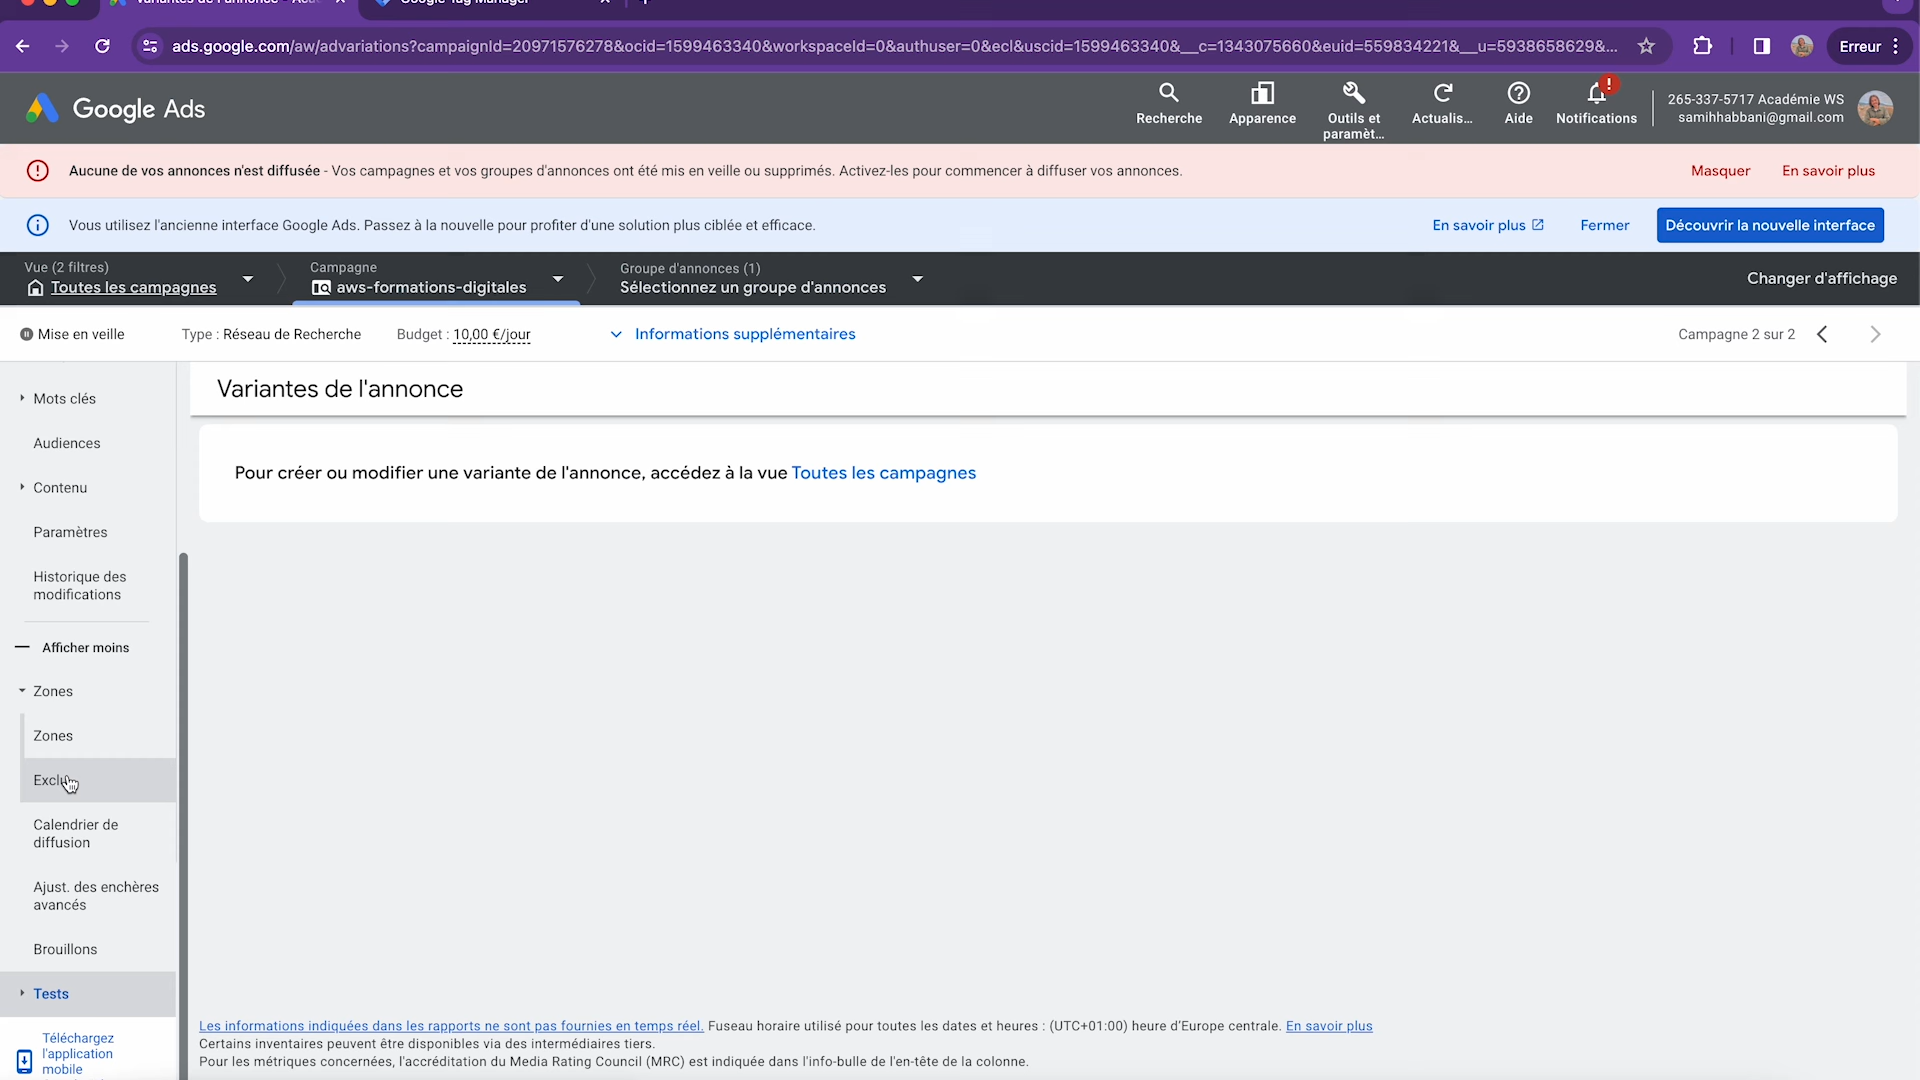 Google Tag Manager
ads.google.com/aw/advariations?campaignId=20971576278&ocid=1599463340&workspaceId=0&authuser=0&ecl&uscid=1599463340&__c=1343075660&euid=559834221&__u=5938658629&...
Erreur
Google Ads
Recherche
Apparence
Outils et
paramèt...
Actualis...
Aide
Notifications
265-337-5717 Académie WS
samihhabbani@gmail.com
Aucune de vos annonces n'est diffusée - Vos campagnes et vos groupes d'annonces ont été mis en veille ou supprimés. Activez-les pour commencer à diffuser vos annonces.
Masquer
En savoir plus
Vous utilisez l'ancienne interface Google Ads. Passez à la nouvelle pour profiter d'une solution plus ciblée et efficace.
En savoir plus
Fermer
Découvrir la nouvelle interface
Vue (2 filtres)
Toutes les campagnes
Campagne
aws-formations-digitales
Groupe d'annonces (1)
Sélectionnez un groupe d'annonces
Changer d'affichage
Mise en veille
Type : Réseau de Recherche
Budget : 10,00 €/jour
Informations supplémentaires
Campagne 2 sur 2
Mots clés
Audiences
Contenu
Paramètres
Historique des
modifications
Afficher moins
Zones
Zones
Calendrier de
diffusion
Ajust. des enchères
avancés
Brouillons
Tests
Téléchargez
l'application
mobile
Variantes de l'annonce
Pour créer ou modifier une variante de l'annonce, accédez à la vue Toutes les campagnes
Les informations indiquées dans les rapports ne sont pas fournies en temps réel. Fuseau horaire utilisé pour toutes les dates et heures : (UTC+01:00) heure d'Europe centrale. En savoir plus
Certains inventaires peuvent être disponibles via des intermédiaires tiers.
Pour les métriques concernées, l'accréditation du Media Rating Council (MRC) est indiquée dans l'info-bulle de l'en-tête de la colonne.